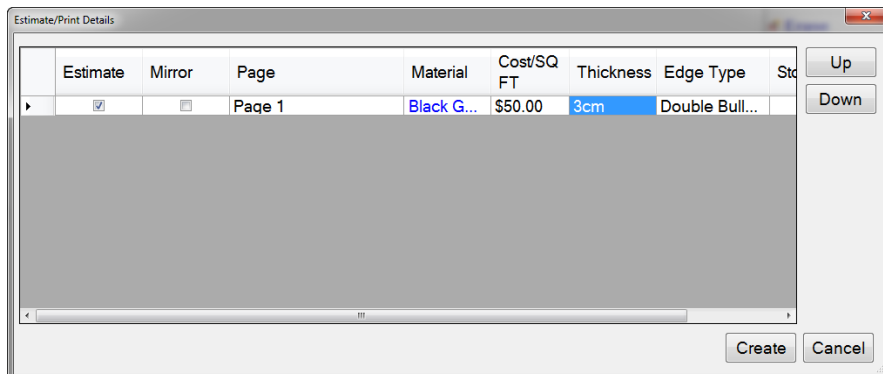 Estimate/Print Details
Estimate Mirror Page Material Cost/SQ FT Thickness Edge Type Sto
Page 1 Black G... $50.00 3cm Double Bull...
Up
Down
Create Cancel